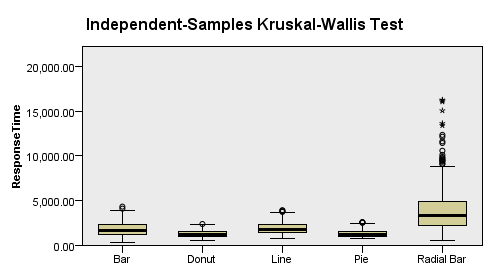 Independent-Samples Kruskal-Wallis Test
ResponseTime
20,000.00
15,000.00
10,000.00
5,000.00
0.00
Bar
Donut
Line
Pie
Radial Bar